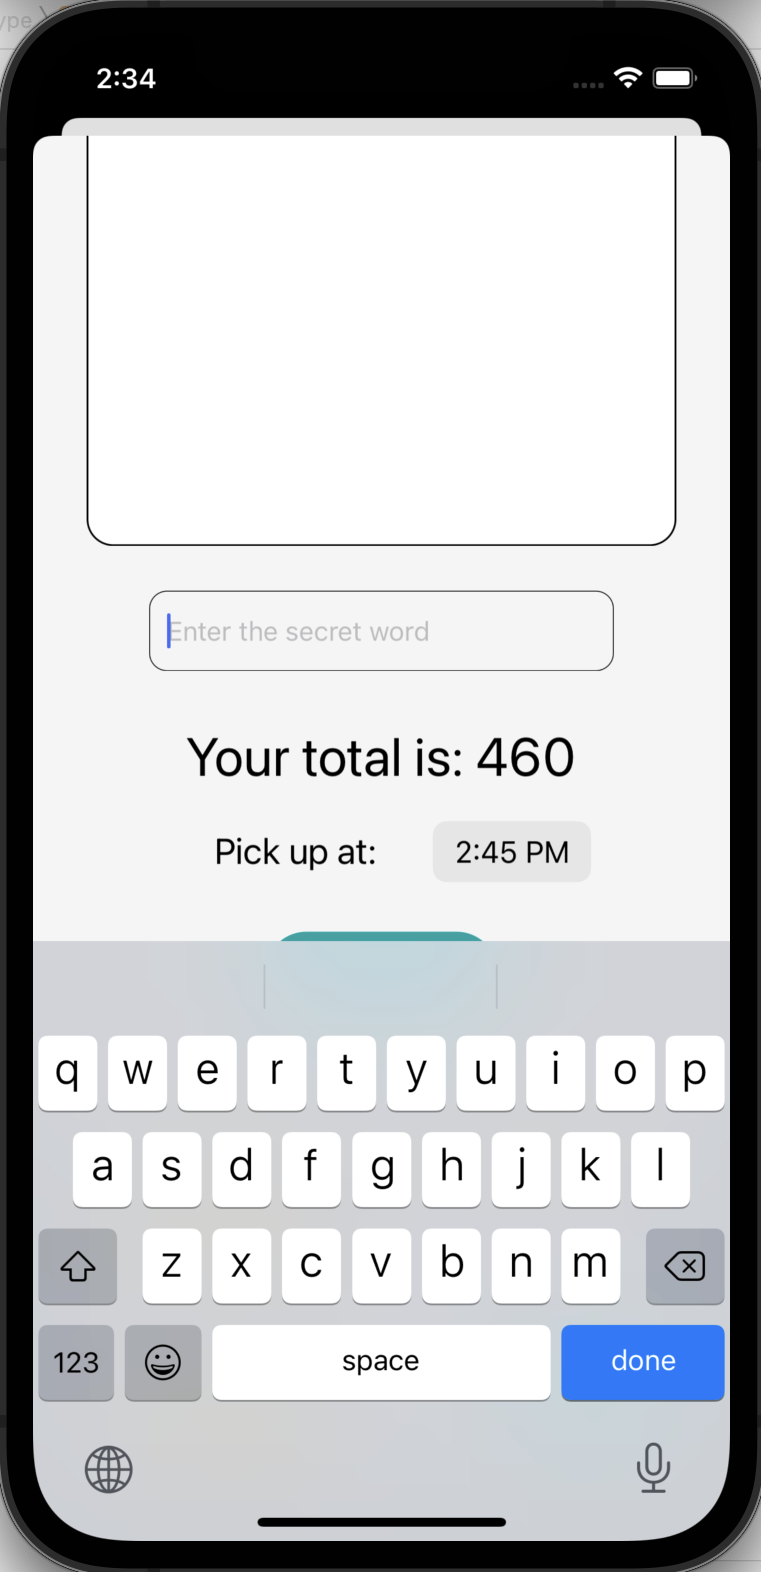 ype
2:34
Enter the secret word
Your total is: 460
Pick up at: 2:45 PM
q w e r t y u i o p
a s d f g h j k l
z x c v b n m
123 space done